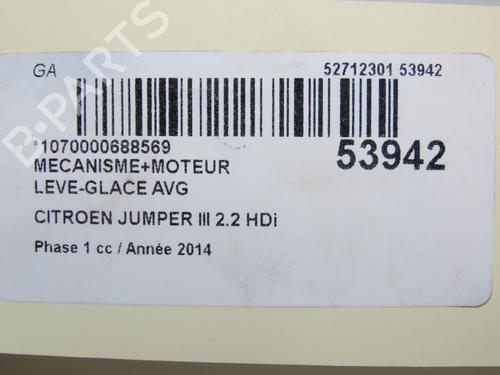 GA
52712301 53942
*1070000688569
53942
MECANISME+MOTEUR
LEVE-GLACE AVG
CITROEN JUMPER III 2.2 HDi
Phase 1 cc / Année 2014
B-PARTS